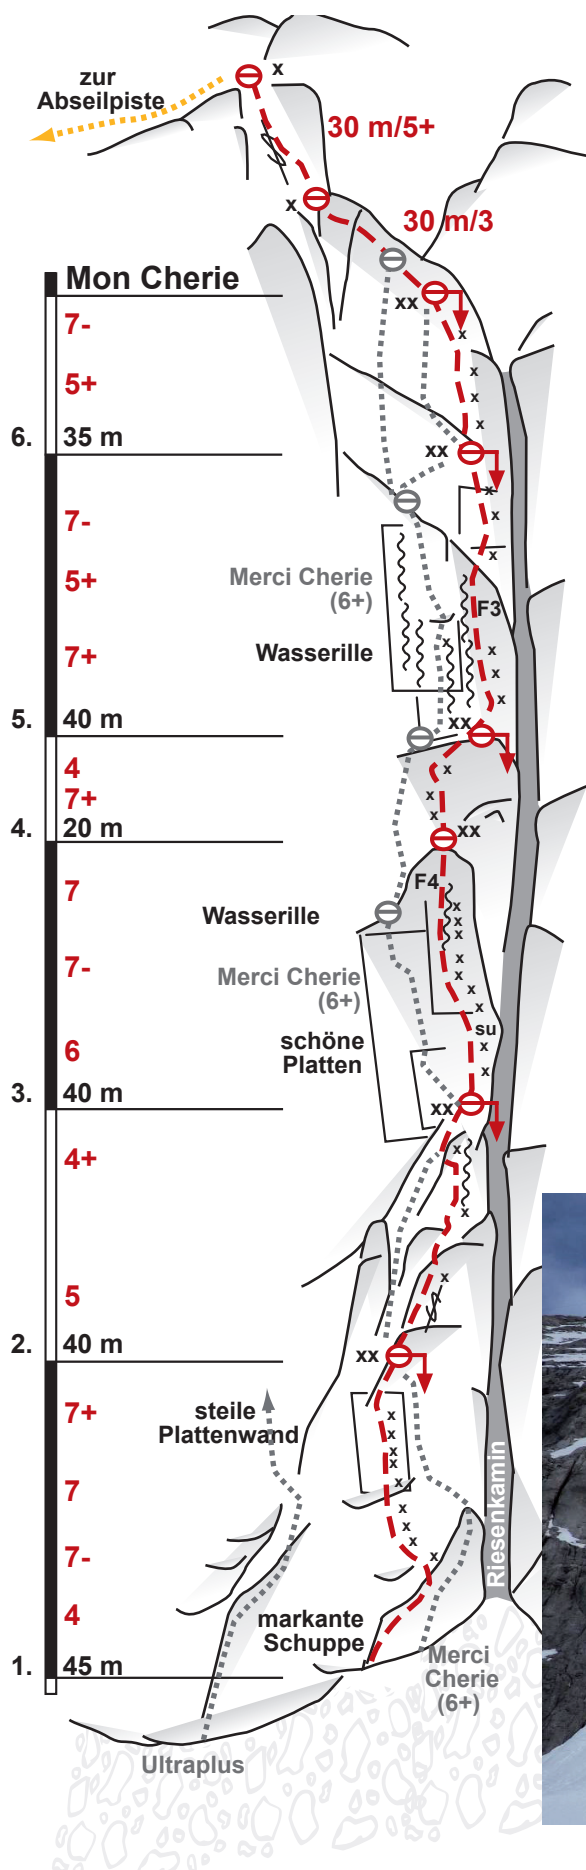 zur
Abseilpiste
x
30 m/5+
x
30 m/3
Mon Cherie
xx
7-
x
5+
x
x
x
6.
35 m
xx
x
7-
x
x
Merci Cherie
(6+)
5+
F3
Wasserille
x
x
7+
x
x
5.
40 m
xx
4
x
7+
x
x
4.
20 m
xx
7
F4
x
x
x
Wasserille
7-
x
x
x
x
Merci Cherie
(6+)
su
schöne
Platten
x
x
6
3.
40 m
xx
4+
x
x
5
x
2.
40 m
xx
7+
steile
Plattenwand
x
x
x
x
x
7
x
x
x
x
7-
Riesenkamin
4
markante
Schuppe
1.
45 m
Merci
Cherie
(6+)
Ultraplus